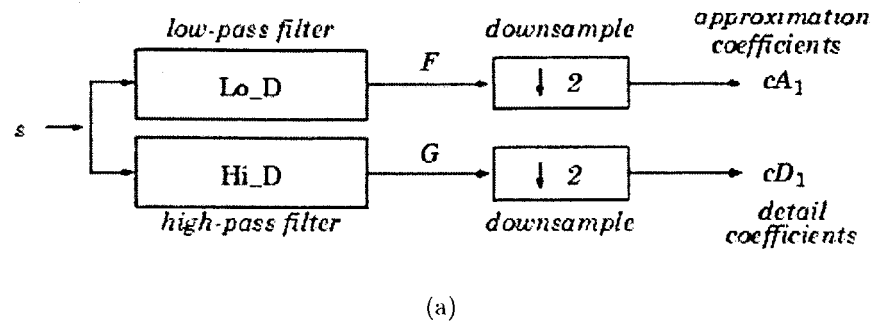 low-pass filter
downsample
approximation
coefficients
Lo_D
F
↓ 2
cA₁
s
Hi_D
G
↓ 2
cD₁
high-pass filter
downsample
detail
coefficients
(a)